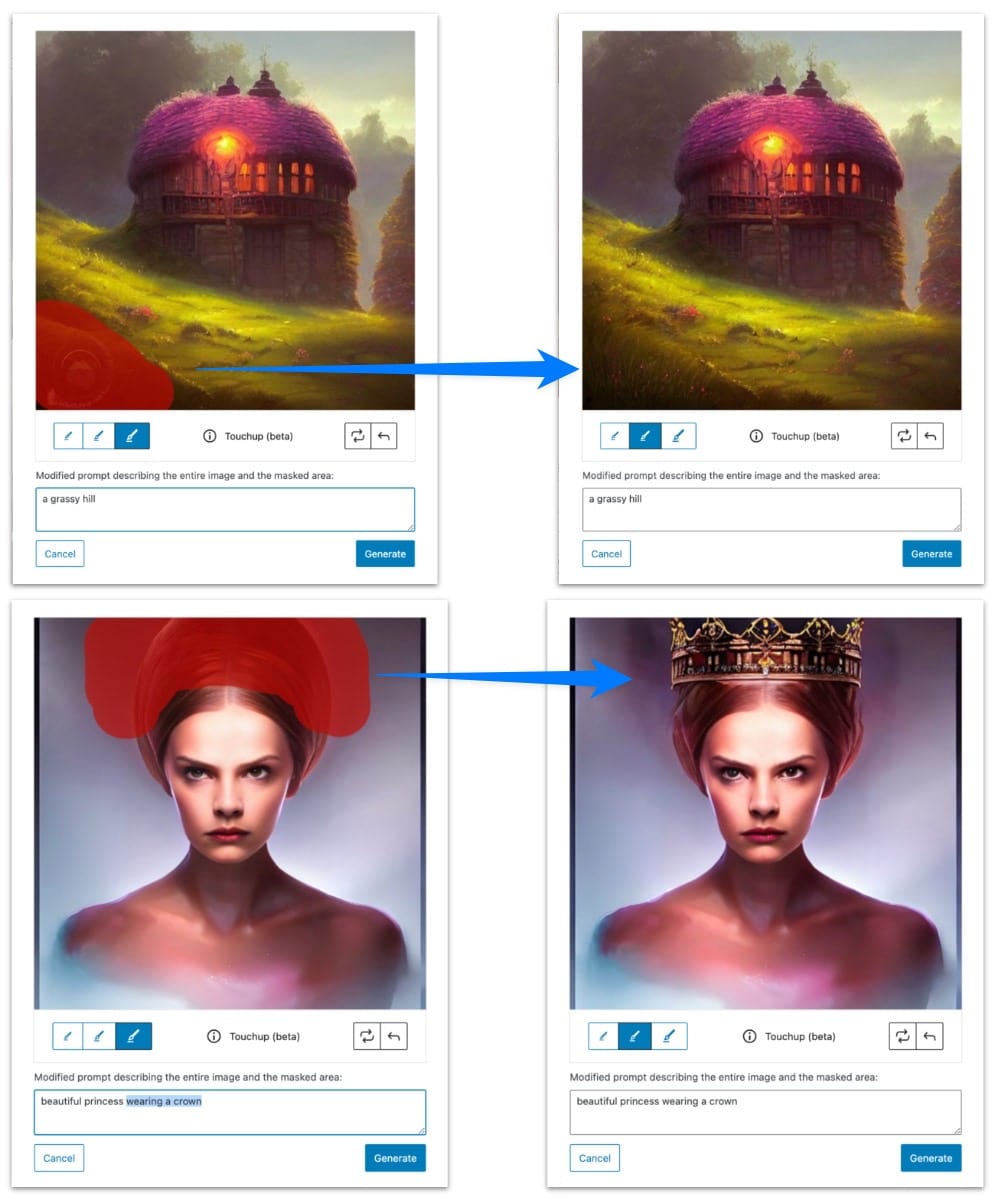 Touchup (beta)
Modified prompt describing the entire image and the masked area:
a grassy hill
Cancel
Generate
Touchup (beta)
Modified prompt describing the entire image and the masked area:
a grassy hill
Cancel
Generate
Touchup (beta)
Modified prompt describing the entire image and the masked area:
beautiful princess wearing a crown
Cancel
Generate
Touchup (beta)
Modified prompt describing the entire image and the masked area:
beautiful princess wearing a crown
Cancel
Generate